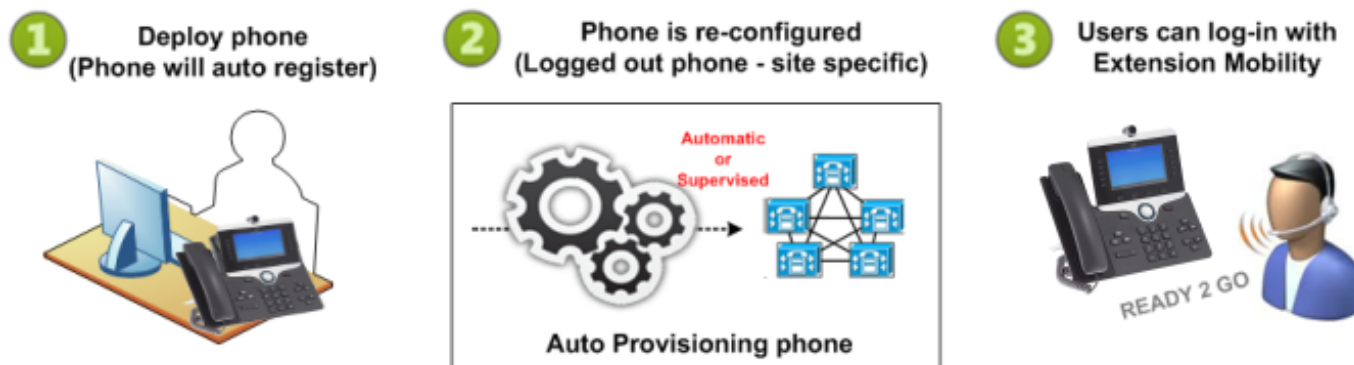 1
Deploy phone
(Phone will auto register)
2
Phone is re-configured
(Logged out phone - site specific)
Automatic
or
Supervised
Auto Provisioning phone
3
Users can log-in with
Extension Mobility
READY 2 GO